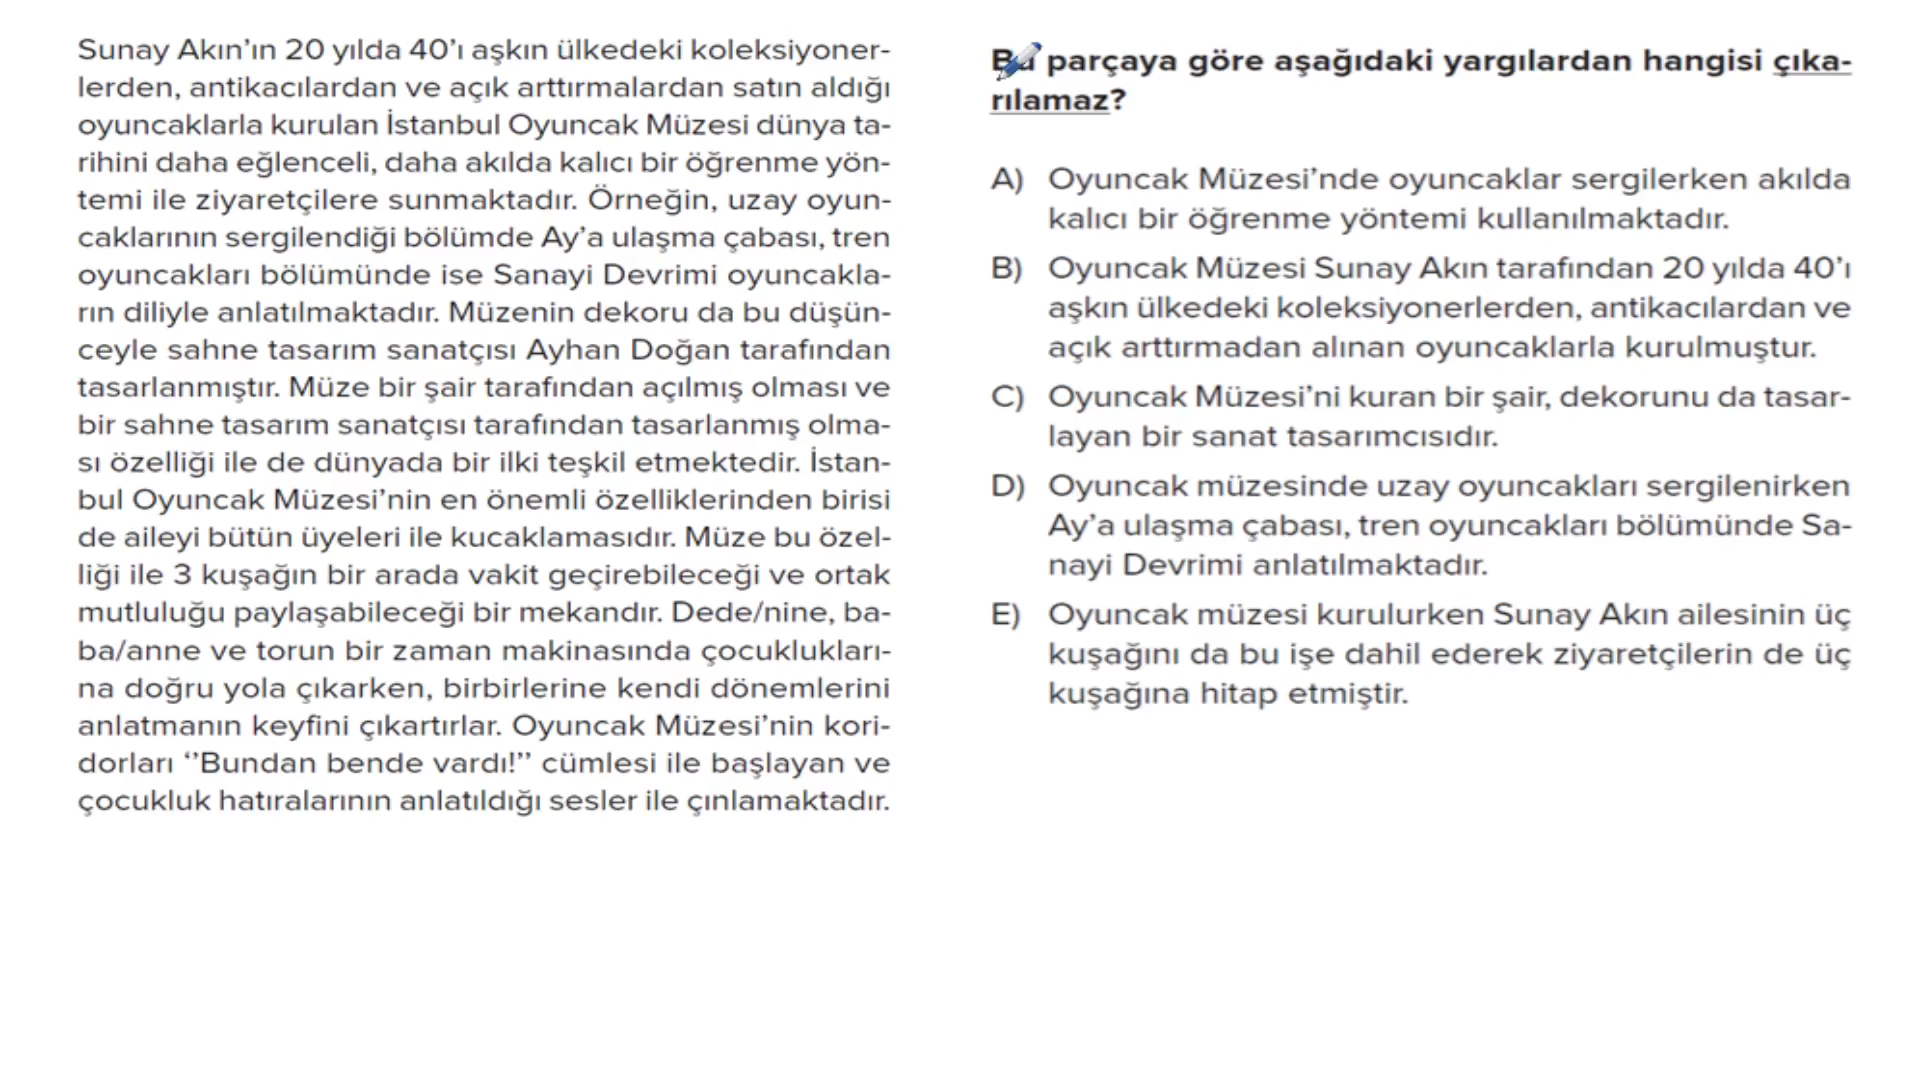 Sunay Akın’ın 20 yılda 40’ı aşkın ülkedeki koleksiyoner-
lerden, antikacılardan ve açık arttırmalardan satın aldığı
oyuncaklarla kurulan İstanbul Oyuncak Müzesi dünya ta-
rihini daha eğlenceli, daha akılda kalıcı bir öğrenme yön-
temi ile ziyaretçilere sunmaktadır. Örneğin, uzay oyun-
caklarının sergilendiği bölümde Ay’a ulaşma çabası, tren
oyuncakları bölümünde ise Sanayi Devrimi oyuncakla-
rın diliyle anlatılmaktadır. Müzenin dekoru da bu düşün-
ceyle sahne tasarım sanatçısı Ayhan Doğan tarafından
tasarlanmıştır. Müze bir şair tarafından açılmış olması ve
bir sahne tasarım sanatçısı tarafından tasarlanmış olma-
sı özelliği ile de dünyada bir ilki teşkil etmektedir. İstan-
bul Oyuncak Müzesi’nin en önemli özelliklerinden birisi
de aileyi bütün üyeleri ile kucaklamasıdır. Müze bu özel-
liği ile 3 kuşağın bir arada vakit geçirebileceği ve ortak
mutluluğu paylaşabileceği bir mekandır. Dede/nine, ba-
ba/anne ve torun bir zaman makinasında çocuklukları-
na doğru yola çıkarken, birbirlerine kendi dönemlerini
anlatmanın keyfini çıkartırlar. Oyuncak Müzesi’nin kori-
dorları ‘’Bundan bende vardı!’’ cümlesi ile başlayan ve
çocukluk hatıralarının anlatıldığı sesler ile çınlamaktadır.
Bu parçaya göre aşağıdaki yargılardan hangisi çıka-
rılamaz?
A) Oyuncak Müzesi’nde oyuncaklar sergilerken akılda
kalıcı bir öğrenme yöntemi kullanılmaktadır.
B) Oyuncak Müzesi Sunay Akın tarafından 20 yılda 40’ı
aşkın ülkedeki koleksiyonerlerden, antikacılardan ve
açık arttırmadan alınan oyuncaklarla kurulmuştur.
C) Oyuncak Müzesi’ni kuran bir şair, dekorunu da tasar-
layan bir sanat tasarımcısıdır.
D) Oyuncak müzesinde uzay oyuncakları sergilenirken
Ay’a ulaşma çabası, tren oyuncakları bölümünde Sa-
nayi Devrimi anlatılmaktadır.
E) Oyuncak müzesi kurulurken Sunay Akın ailesinin üç
kuşağını da bu işe dahil ederek ziyaretçilerin de üç
kuşağına hitap etmiştir.